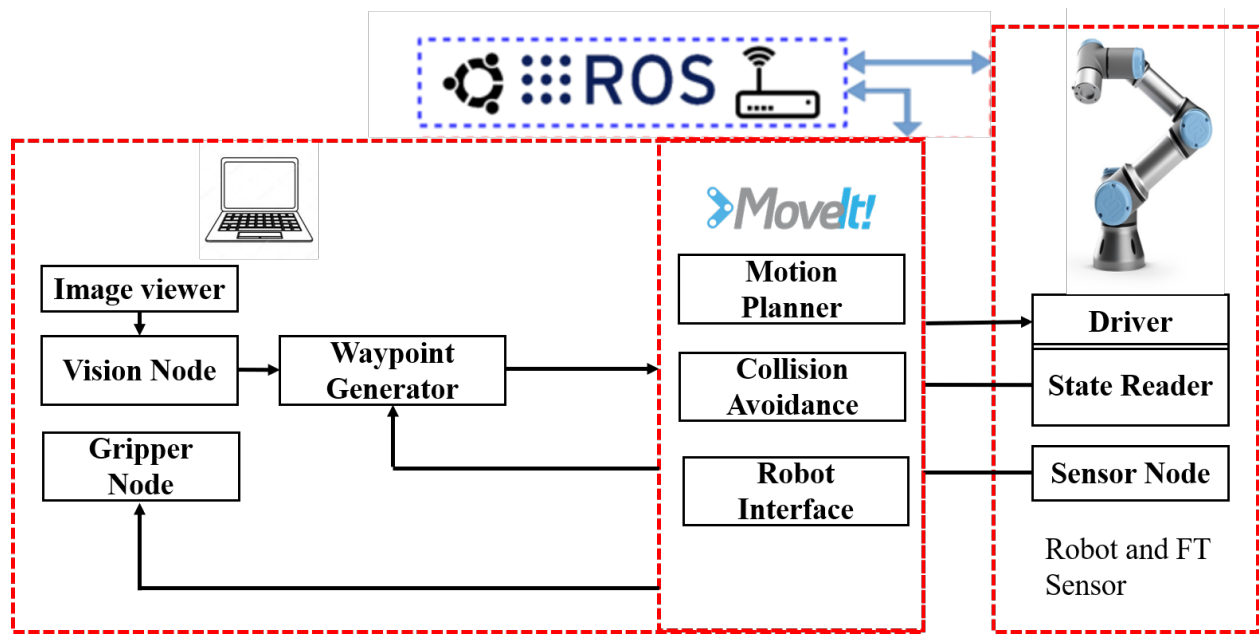 ROS
MoveIt!
Image viewer
Vision Node
Waypoint
Generator
Gripper
Node
Motion
Planner
Collision
Avoidance
Robot
Interface
Driver
State Reader
Sensor Node
Robot and FT
Sensor